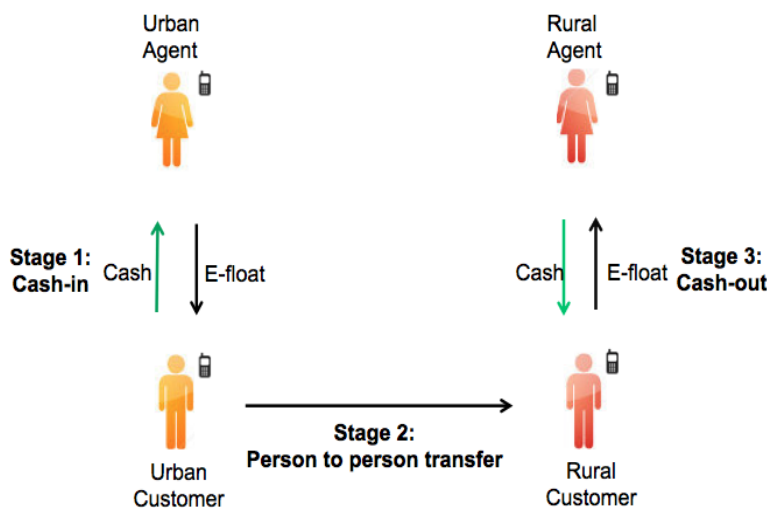 Urban
Agent
Rural
Agent
Stage 1:
Cash-in
Cash
E-float
Cash
E-float
Stage 3:
Cash-out
Stage 2:
Person to person transfer
Urban
Customer
Rural
Customer